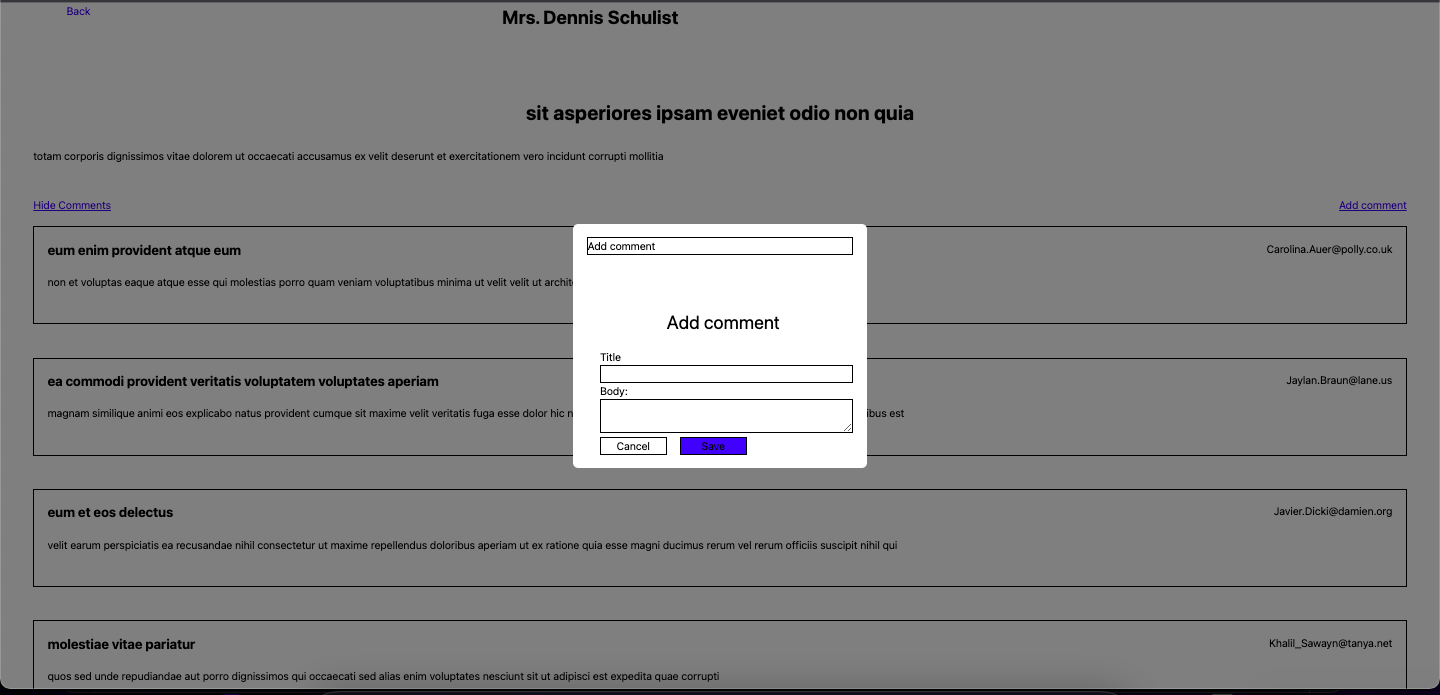 Back
Mrs. Dennis Schulist
sit asperiores ipsam eveniet odio non quia
totam corporis dignissimos vitae dolorem ut occaecati accusamus ex velit deserunt et exercitationem vero incidunt corrupti mollitia
Hide Comments
Add comment
eum enim provident atque eum
Carolina.Auer@polly.co.uk
non et voluptas eaque atque esse qui molestias porro quam veniam voluptatibus minima ut velit velit ut
Add comment
Add comment
Title
Body:
Cancel
Save
ea commodi provident veritatis voluptatem voluptates aperiam
Jaylan.Braun@lane.us
magnam similique animi eos explicabo natus provident cumque sit maxime velit veritatis fuga esse dolor hic
est
eum et eos delectus
Javier.Dicki@damien.org
velit earum perspiciatis ea recusandae nihil consectetur ut maxime repellendus doloribus aperiam ut ex ratione quia esse magni ducimus rerum vel rerum officiis suscipit nihil qui
molestiae vitae pariatur
Khalil_Sawayn@tanya.net
quos sed unde repudiandae aut porro dignissimos qui occaecati sed alias enim voluptates nesciunt sit ut adipisci est expedita quae corrupti